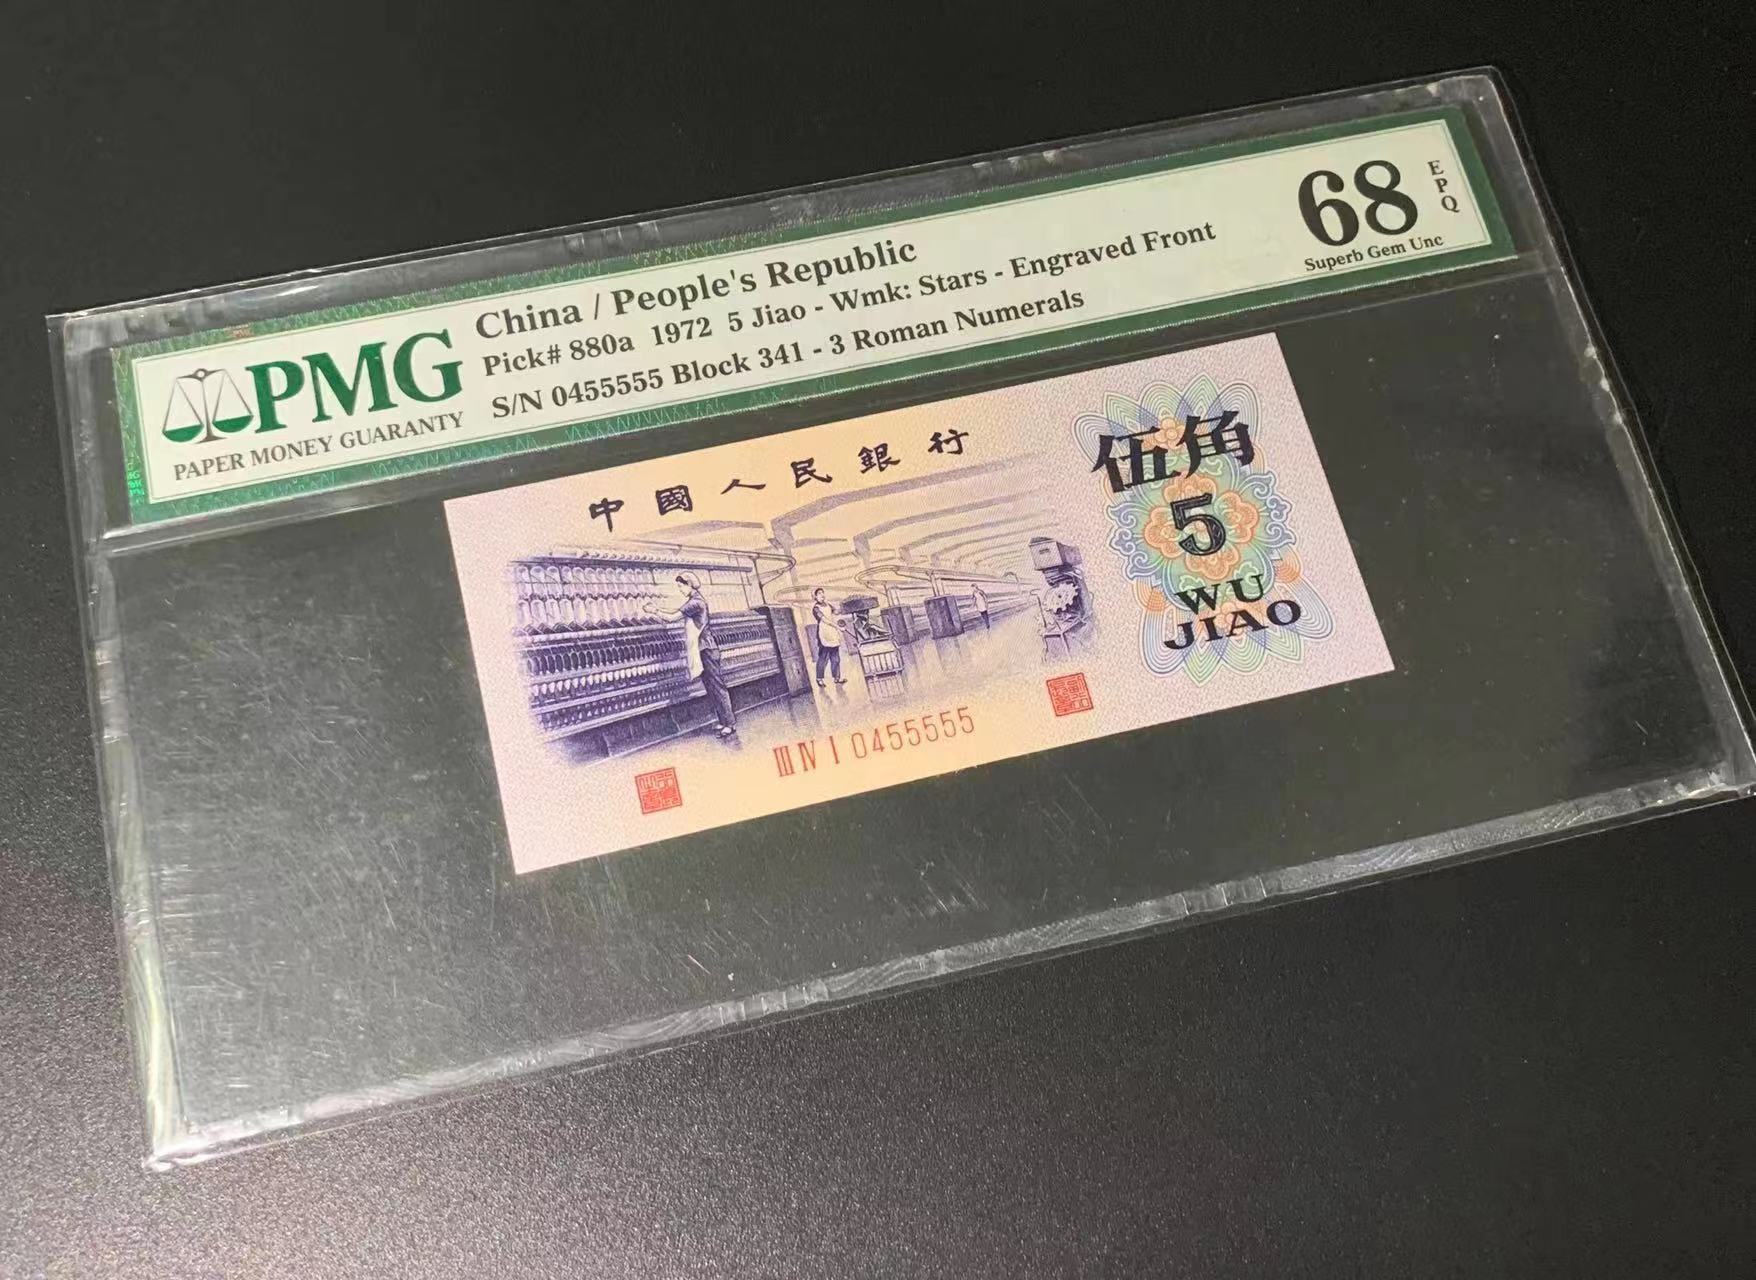 PMG
PAPER MONEY GUARANTY
China / People's Republic
Pick# 880a 1972 5 Jiao - Wmk: Stars - Engraved Front
S/N 0455555 Block 341 - 3 Roman Numerals
68
EPQ
Superb Gem Unc
中國人民銀行
伍角
5
WU
JIAO
III IV I 0455555